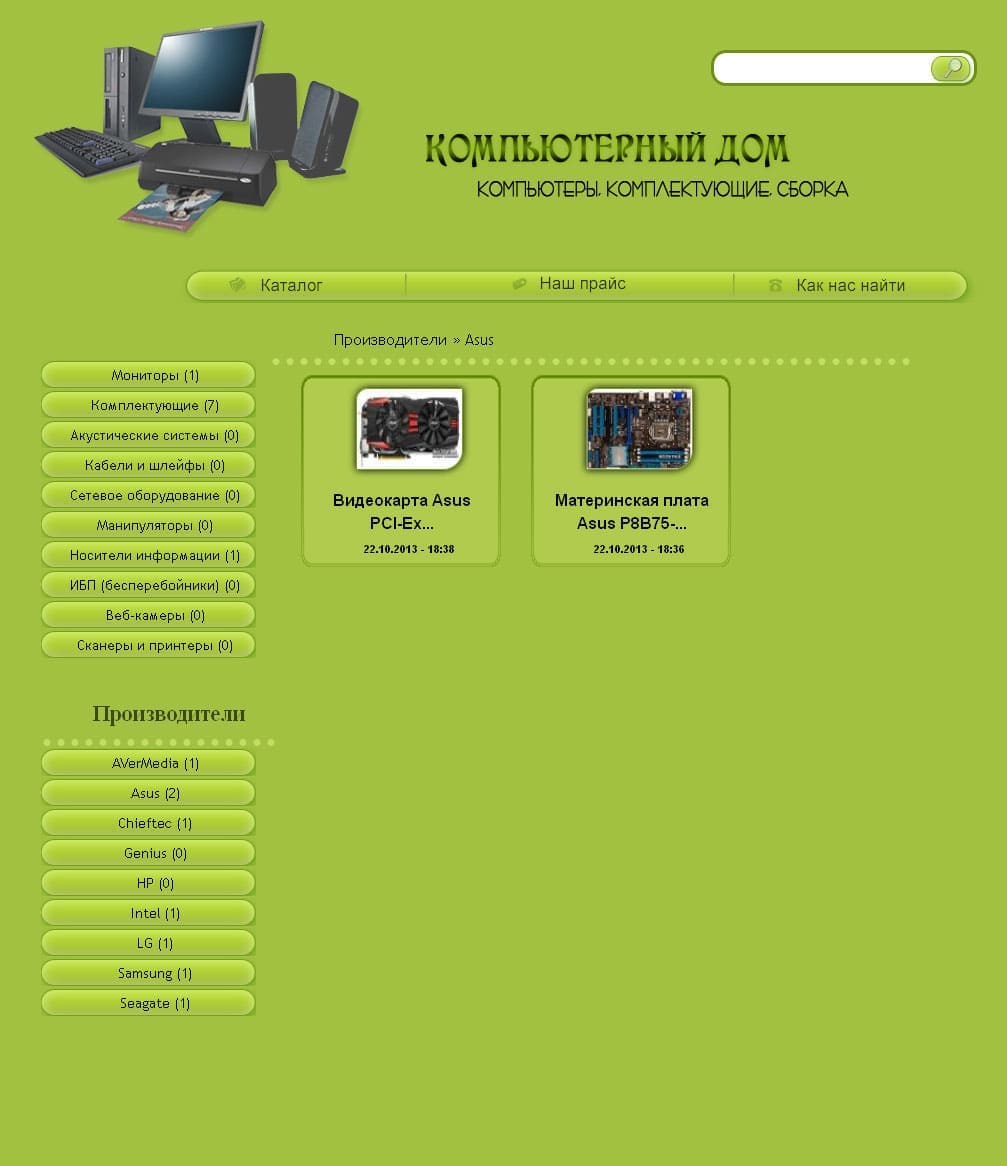 КОМПЬЮТЕРНЫЙ ДОМ
КОМПЬЮТЕРЫ, КОМПЛЕКТУЮЩИЕ, СБОРКА
Каталог
Наш прайс
Как нас найти
Производители » Asus
Мониторы (1)
Комплектующие (7)
Акустические системы (0)
Кабели и шлейфы (0)
Сетевое оборудование (0)
Манипуляторы (0)
Носители информации (1)
ИБП (бесперебойники) (0)
Веб-камеры (0)
Сканеры и принтеры (0)
Видеокарта Asus
PCI-Ex...
22.10.2013 - 18:38
Материнская плата
Asus P8B75-...
22.10.2013 - 18:36
Производители
AVerMedia (1)
Asus (2)
Chieftec (1)
Genius (0)
HP (0)
Intel (1)
LG (1)
Samsung (1)
Seagate (1)